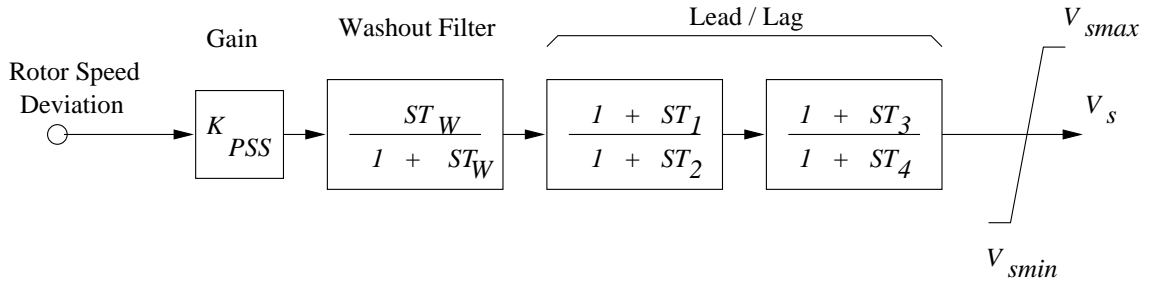 Lead / Lag
Washout Filter
Gain
V smax
Rotor Speed
Deviation
K PSS
ST W
1 + ST W
1 + ST 1
1 + ST 2
1 + ST 3
1 + ST 4
V s
V smin